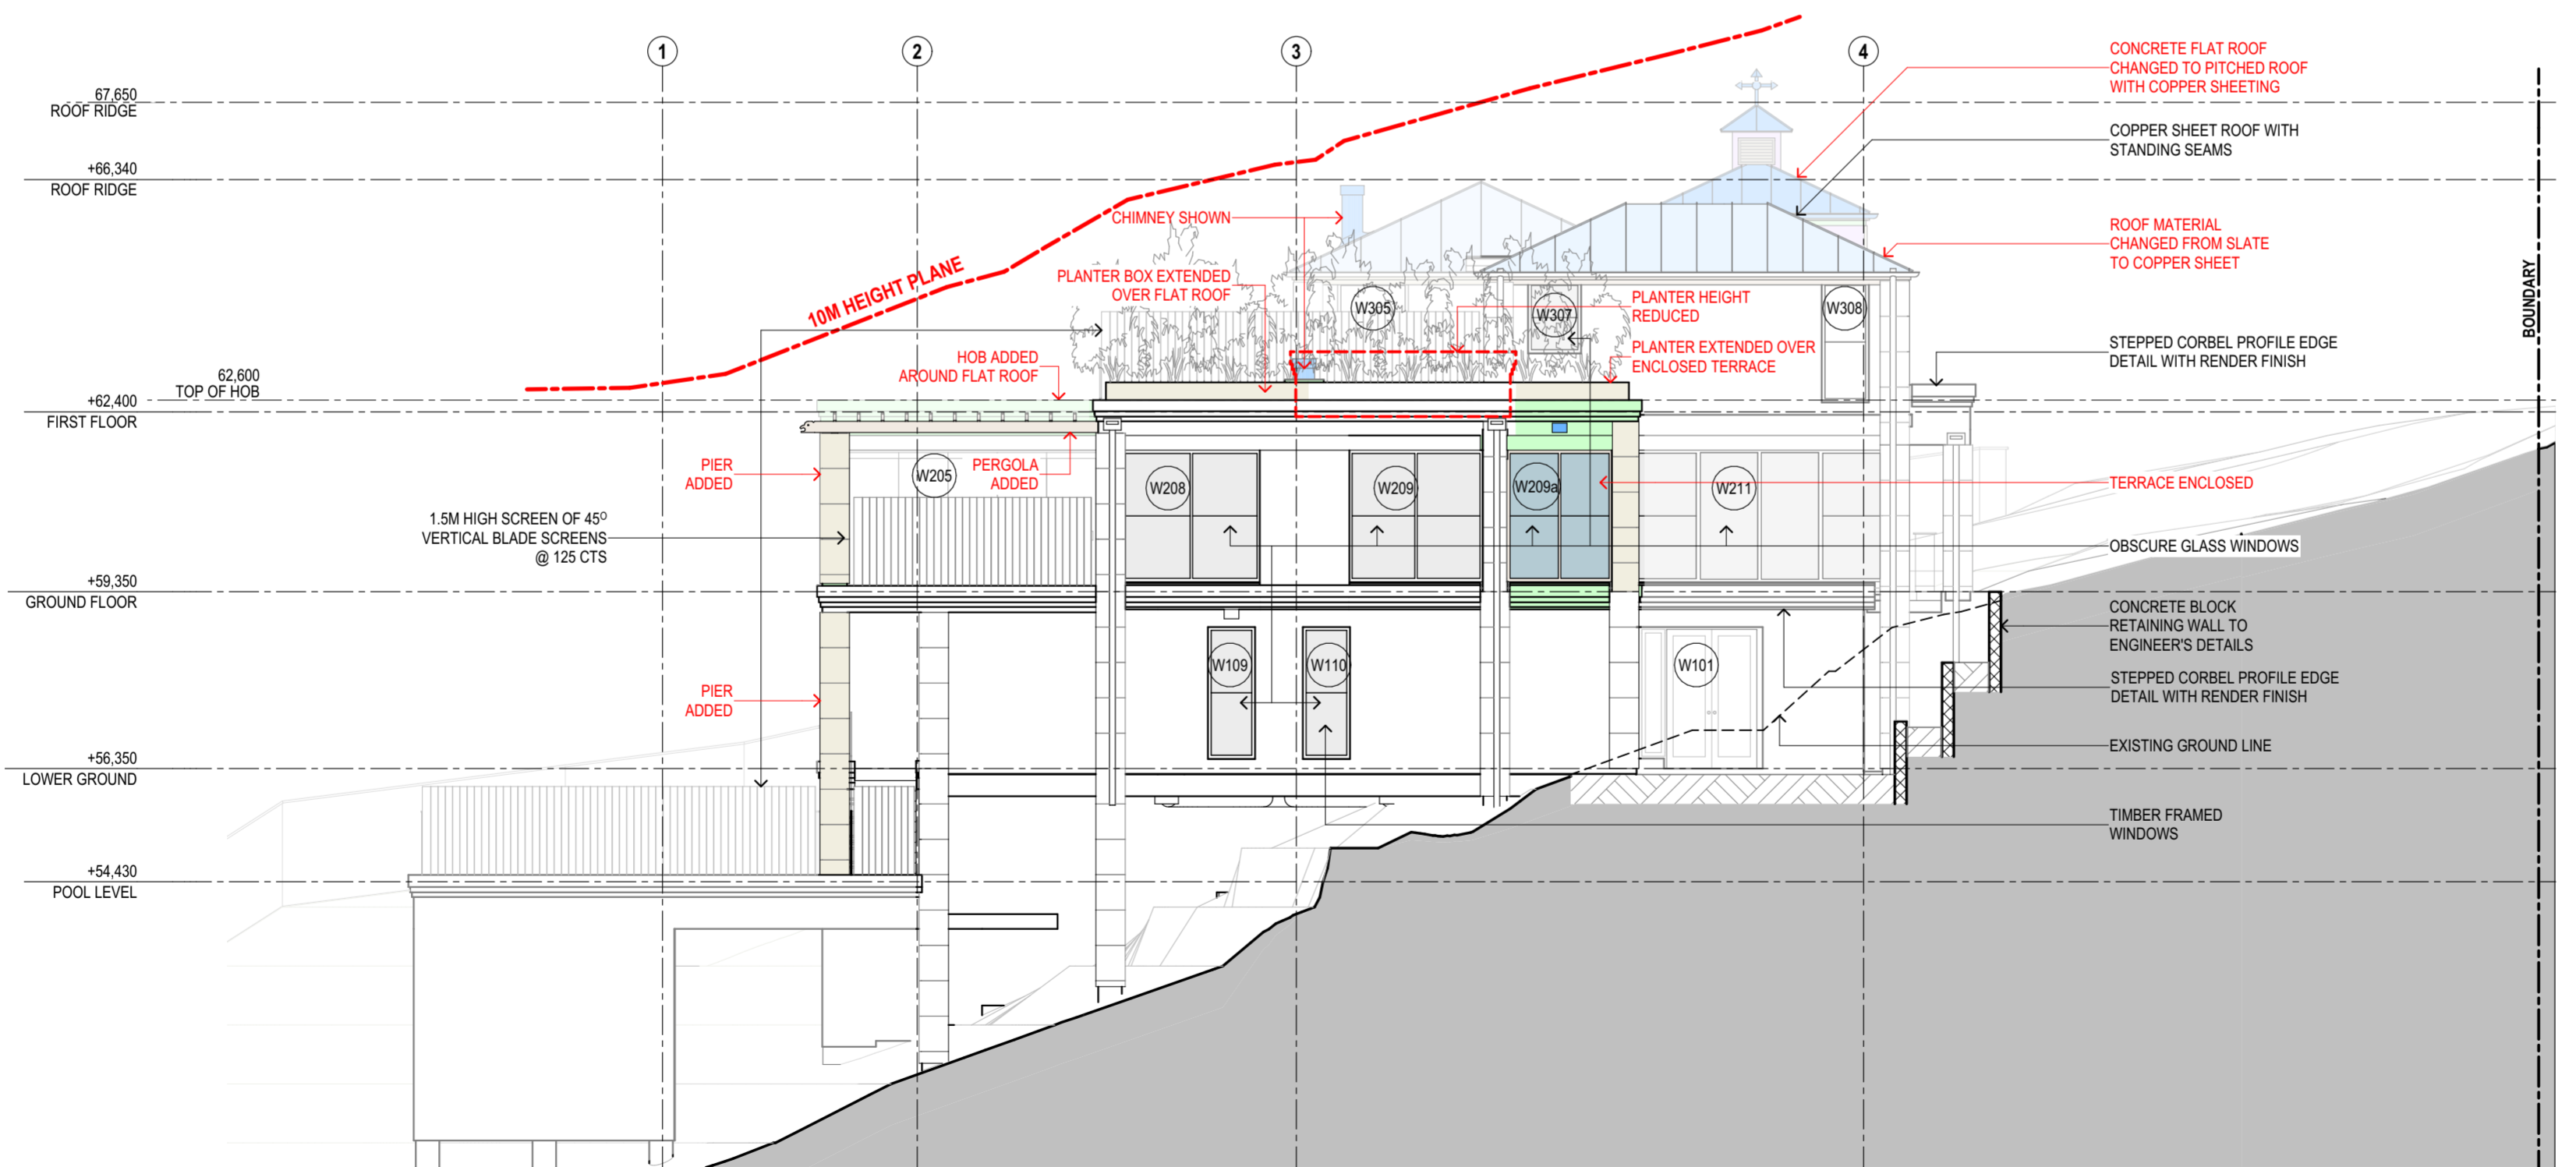 1
2
3
4
67,650
ROOF RIDGE
+66,340
ROOF RIDGE
62,600
TOP OF HOB
+62,400
FIRST FLOOR
+59,350
GROUND FLOOR
+56,350
LOWER GROUND
+54,430
POOL LEVEL
10M HEIGHT PLANE
CHIMNEY SHOWN
PLANTER BOX EXTENDED
OVER FLAT ROOF
HOB ADDED
AROUND FLAT ROOF
PIER
ADDED
PERGOLA
ADDED
1.5M HIGH SCREEN OF 45O
VERTICAL BLADE SCREENS
@ 125 CTS
PIER
ADDED
W305
W307
W308
PLANTER HEIGHT
REDUCED
PLANTER EXTENDED OVER
ENCLOSED TERRACE
W205
W208
W209
W209a
W211
W109
W110
W101
CONCRETE FLAT ROOF
CHANGED TO PITCHED ROOF
WITH COPPER SHEETING
COPPER SHEET ROOF WITH
STANDING SEAMS
ROOF MATERIAL
CHANGED FROM SLATE
TO COPPER SHEET
STEPPED CORBEL PROFILE EDGE
DETAIL WITH RENDER FINISH
TERRACE ENCLOSED
OBSCURE GLASS WINDOWS
CONCRETE BLOCK
RETAINING WALL TO
ENGINEER'S DETAILS
STEPPED CORBEL PROFILE EDGE
DETAIL WITH RENDER FINISH
EXISTING GROUND LINE
TIMBER FRAMED
WINDOWS
BOUNDARY